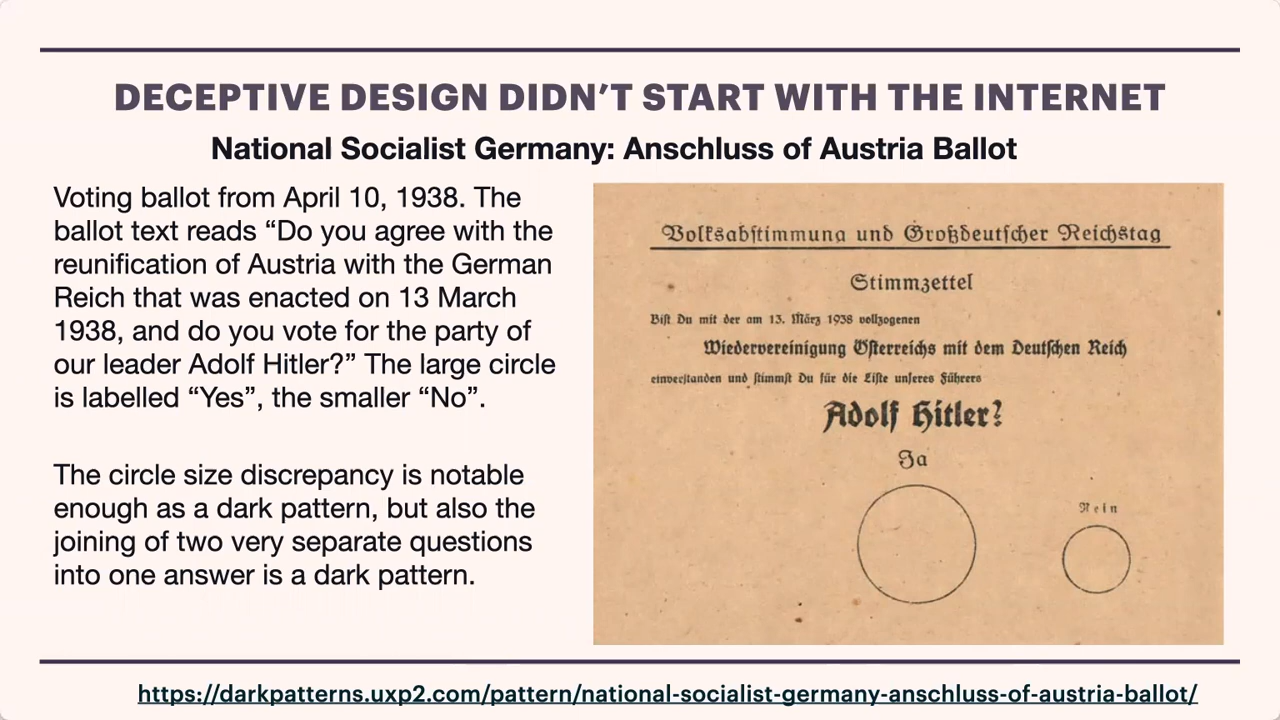 DECEPTIVE DESIGN DIDN’T START WITH THE INTERNET
National Socialist Germany: Anschluss of Austria Ballot
Voting ballot from April 10, 1938. The
ballot text reads “Do you agree with the
reunification of Austria with the German
Reich that was enacted on 13 March
1938, and do you vote for the party of
our leader Adolf Hitler?” The large circle
is labelled “Yes”, the smaller “No”.
The circle size discrepancy is notable
enough as a dark pattern, but also the
joining of two very separate questions
into one answer is a dark pattern.
Volksabstimmung und Großdeutscher Reichstag
Stimmzettel
Bist Du mit der am 13. März 1938 vollzogenen
Wiedervereinigung Österreichs mit dem Deutschen Reich
einverstanden und stimmst Du für die Liste unseres Führers
Adolf Hitler?
Ja
Nein
https://darkpatterns.uxp2.com/pattern/national-socialist-germany-anschluss-of-austria-ballot/